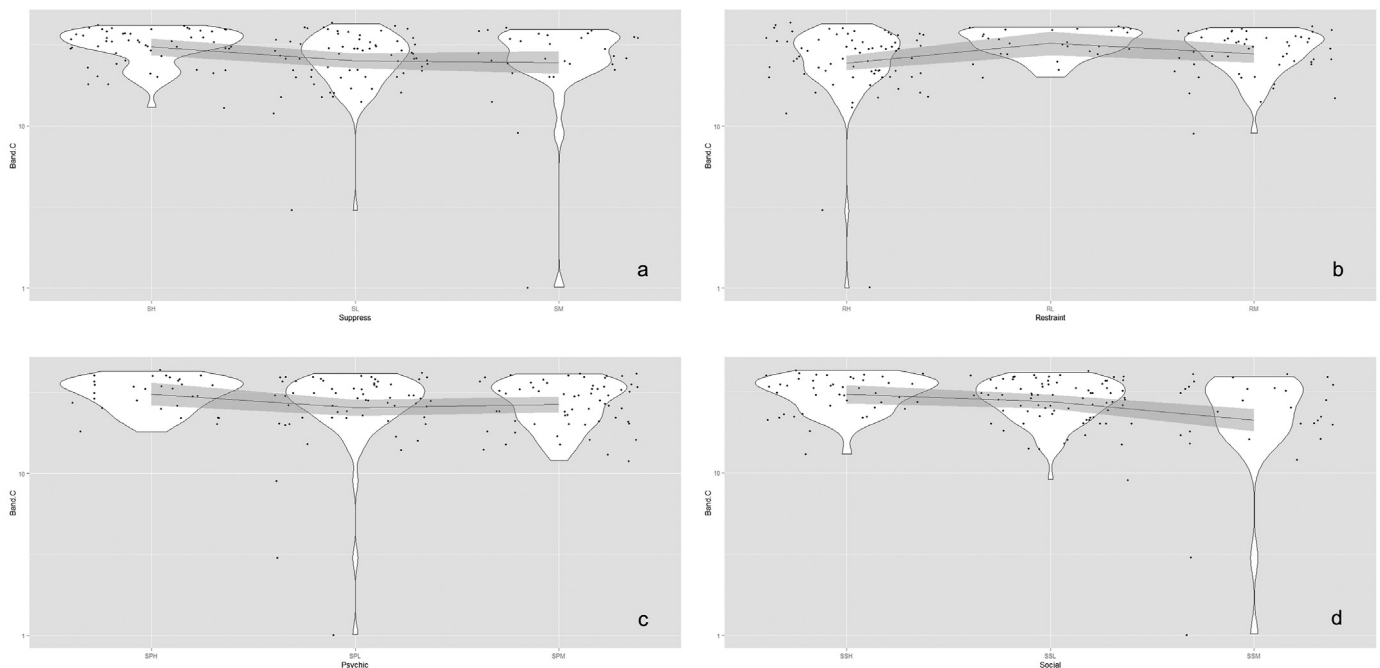 Band.C
10
1
SH
SL
SM
Suppress
a
Band.C
10
1
RH
RL
RM
Restraint
b
Band.C
10
1
SPH
SPL
SPM
Psychic
c
Band.C
10
1
SSH
SSL
SSM
Social
d